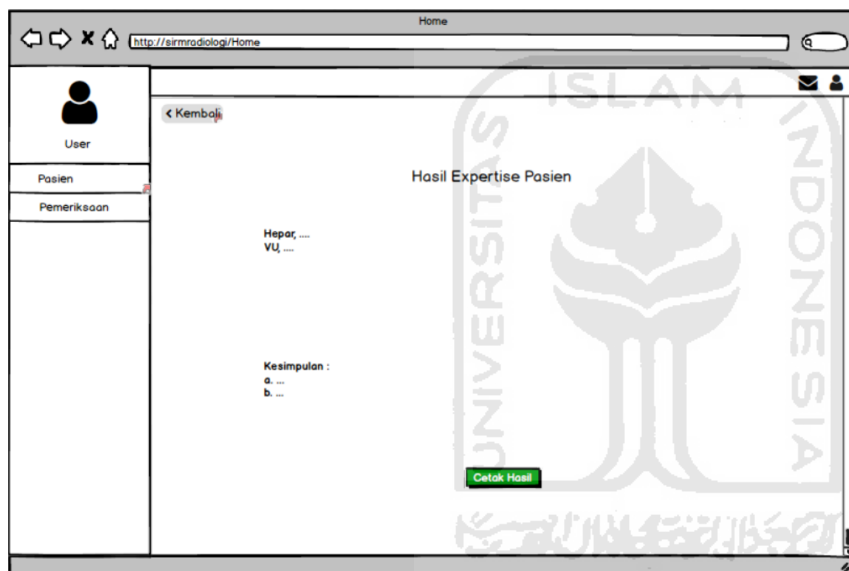 Home
http://sirmradiologi/Home
User
Pasien
Pemeriksaan
< Kembali
Hasil Expertise Pasien
Hepar, ....
VU, ....
Kesimpulan :
a. ...
b. ...
Cetak Hasil
UNIVERSITAS ISLAM INDONESIA